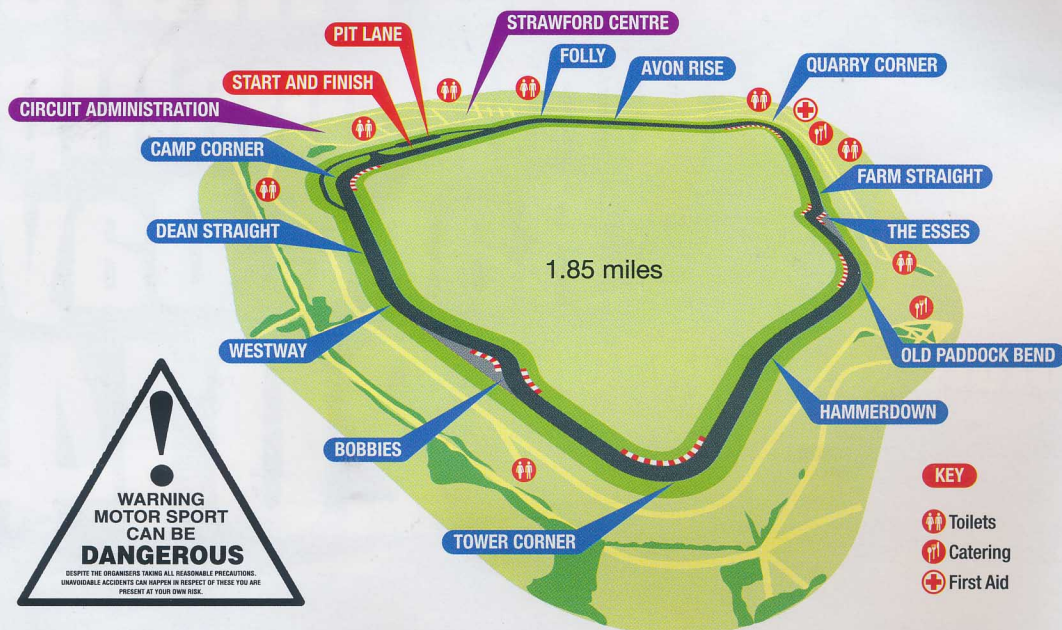 STRAWFORD CENTRE
PIT LANE
FOLLY
AVON RISE
QUARRY CORNER
START AND FINISH
CIRCUIT ADMINISTRATION
CAMP CORNER
FARM STRAIGHT
DEAN STRAIGHT
THE ESSES
1.85 miles
WESTWAY
OLD PADDOCK BEND
HAMMERDOWN
BOBBIES
TOWER CORNER
WARNING
MOTOR SPORT
CAN BE
DANGEROUS
DESPITE THE ORGANISERS TAKING ALL REASONABLE PRECAUTIONS.
UNAVOIDABLE ACCIDENTS CAN HAPPEN IN RESPECT OF THESE YOU ARE
PRESENT AT YOUR OWN RISK.
KEY
Toilets
Catering
First Aid